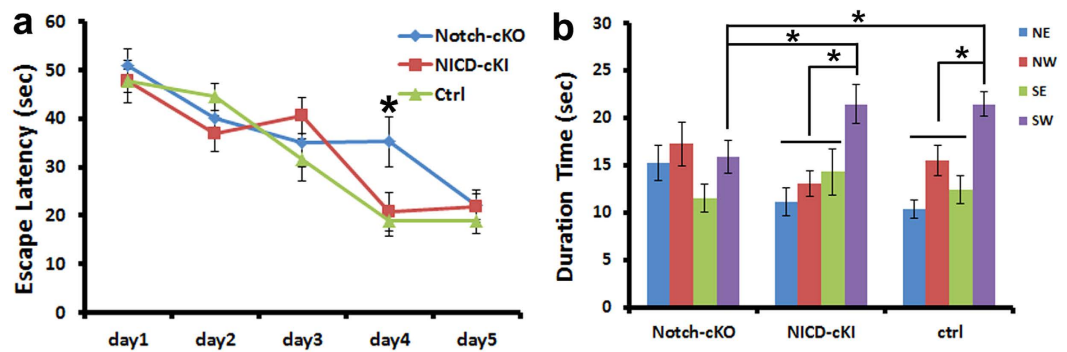 a
Escape Latency (sec)
60
50
40
30
20
10
0
day1 day2 day3 day4 day5
Notch-cKO
NICD-cKI
Ctrl
*
b
Duration Time (sec)
30
25
20
15
10
5
0
Notch-cKO NICD-cKI ctrl
*
*
*
*
NE
NW
SE
SW